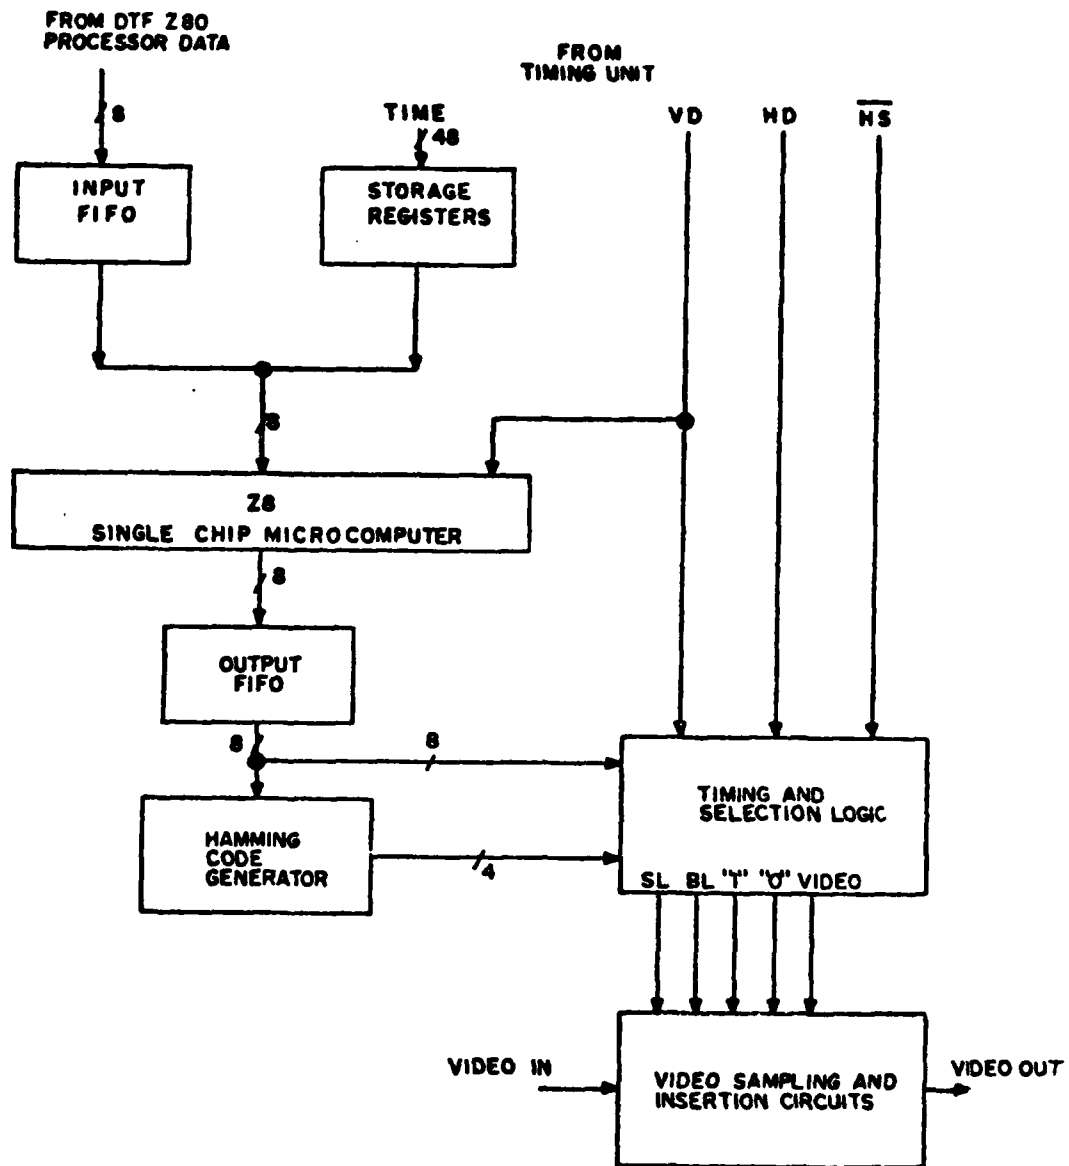 FROM DTF Z80
PROCESSOR DATA
FROM
TIMING UNIT
8
TIME
48
VD HD HS
INPUT
FIFO
STORAGE
REGISTERS
8
Z8
SINGLE CHIP MICROCOMPUTER
8
OUTPUT
FIFO
8
8
TIMING AND
SELECTION LOGIC
HAMMING
CODE
GENERATOR
4
SL BL "1" "0" VIDEO
VIDEO IN
VIDEO SAMPLING AND
INSERTION CIRCUITS
VIDEO OUT